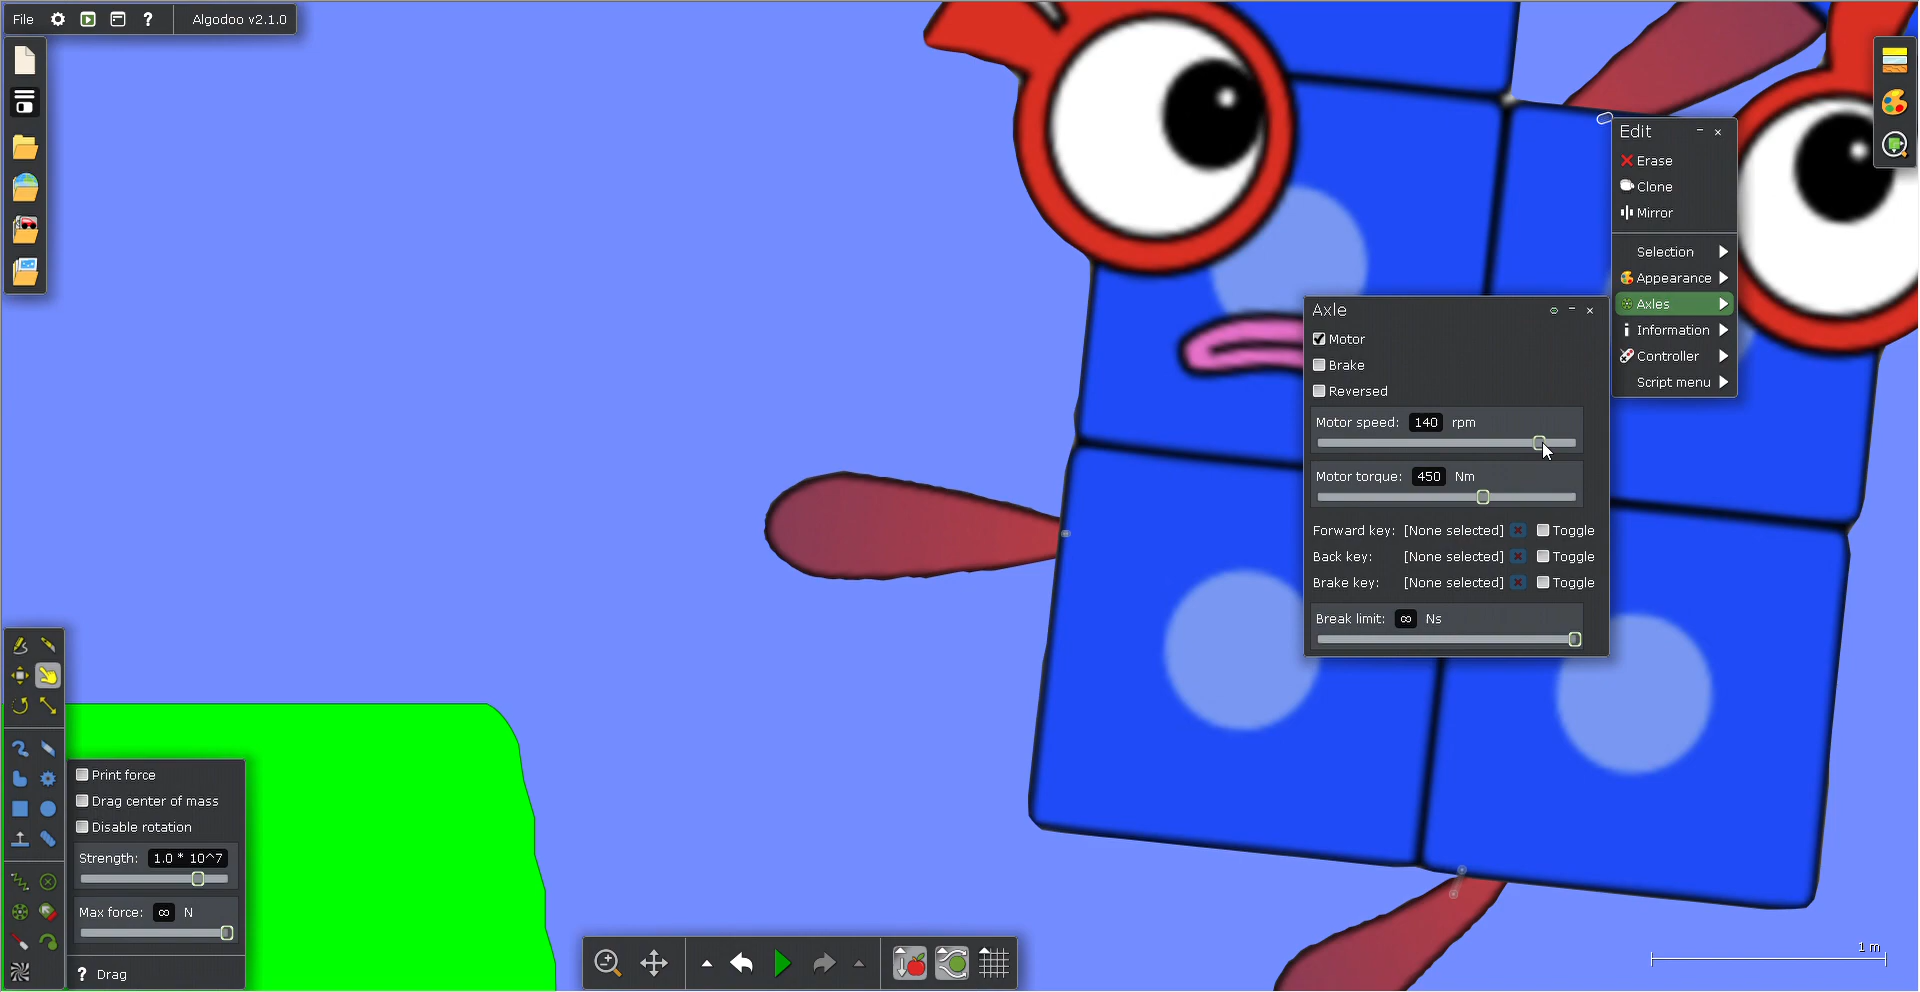 File ? Algodoo v2.1.0
Edit
Erase
Clone
Mirror
Selection
Appearance
Axles
Information
Controller
Script menu
Axle
Motor
Brake
Reversed
Motor speed: 140 rpm
Motor torque: 450 Nm
Forward key: [None selected] Toggle
Back key: [None selected] Toggle
Brake key: [None selected] Toggle
Break limit: ∞ Ns
Print force
Drag center of mass
Disable rotation
Strength: 1.0 * 10^7
Max force: ∞ N
? Drag
1 m